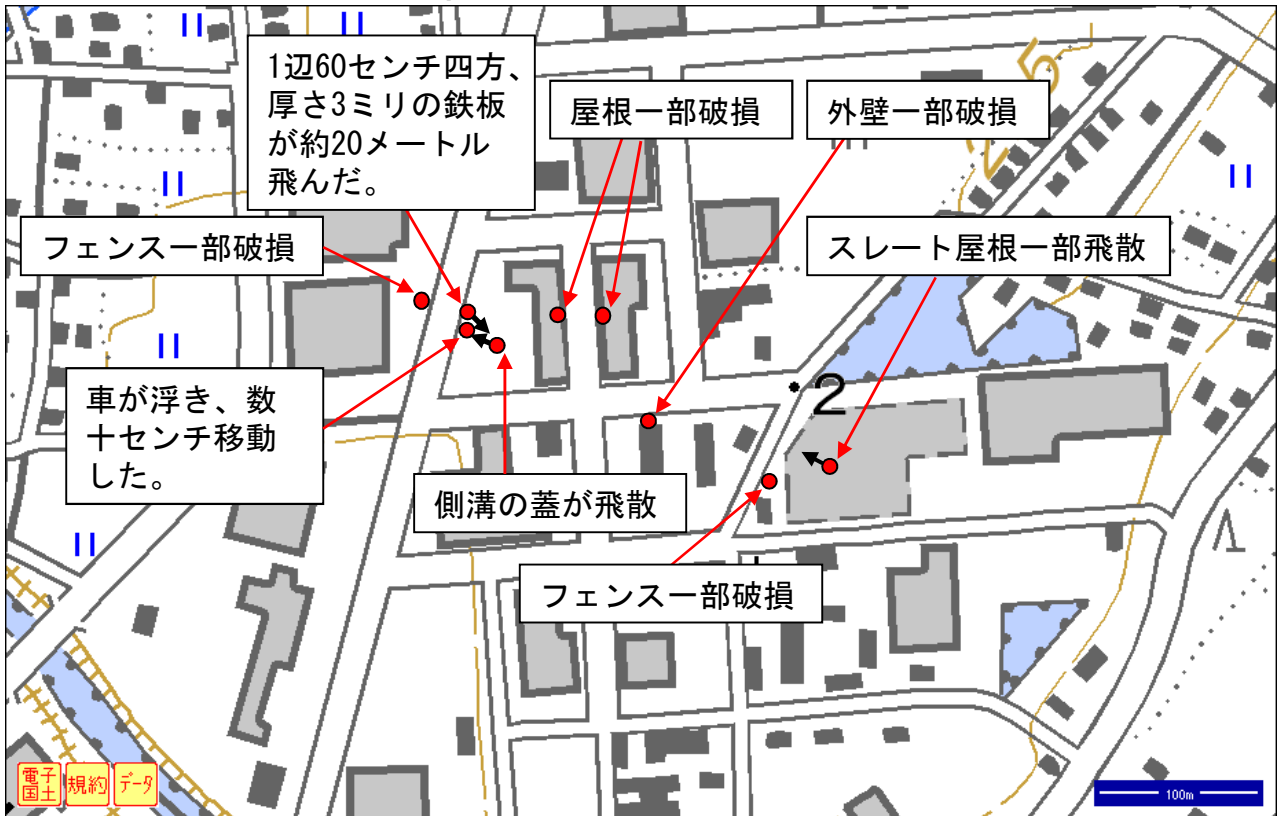 1辺60センチ四方、
厚さ3ミリの鉄板
が約20メートル
飛んだ。
屋根一部破損
外壁一部破損
フェンス一部破損
スレート屋根一部飛散
車が浮き、数
十センチ移動
した。
側溝の蓋が飛散
フェンス一部破損
25
2
電子
国土
規約
データ
100m